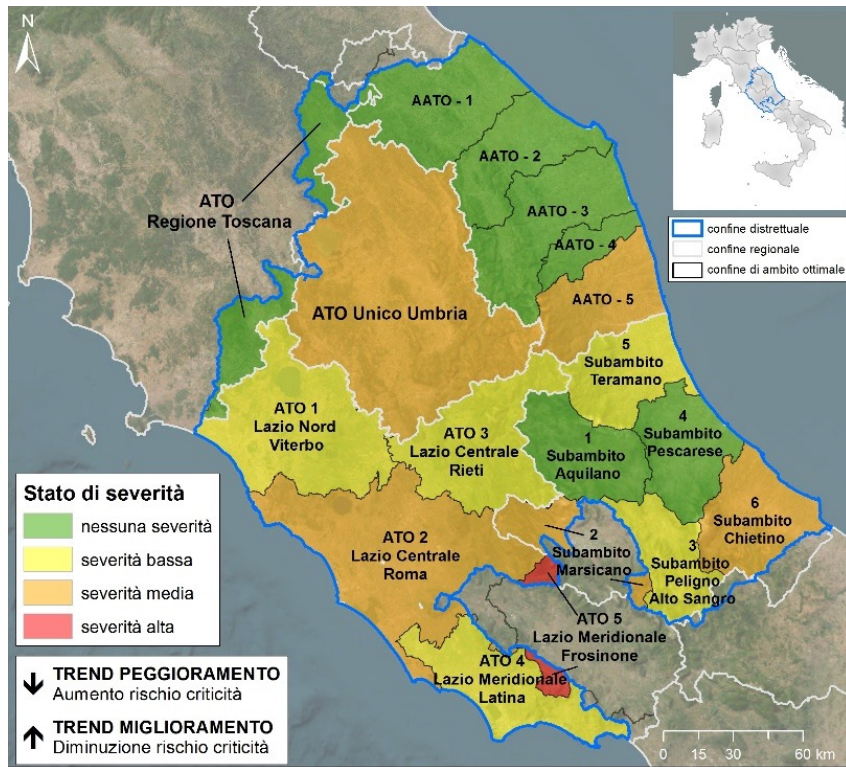 N
AATO - 1
AATO - 2
ATO
Regione Toscana
AATO - 3
AATO - 4
confine distrettuale
confine regionale
confine di ambito ottimale
AATO - 5
ATO Unico Umbria
5
Subambito
Teramano
ATO 1
Lazio Nord
Viterbo
ATO 3
Lazio Centrale
Rieti
1
Subambito
Aquilano
4
Subambito
Pescarese
Stato di severità
nessuna severità
severità bassa
severità media
severità alta
ATO 2
Lazio Centrale
Roma
2
Subambito
Marsicano
3
Subambito
Peligno
Alto Sangro
6
Subambito
Chietino
ATO 5
Lazio Meridionale
Frosinone
ATO 4
Lazio Meridionale
Latina
TREND PEGGIORAMENTO
Aumento rischio criticità
TREND MIGLIORAMENTO
Diminuzione rischio criticità
0 15 30 60 km